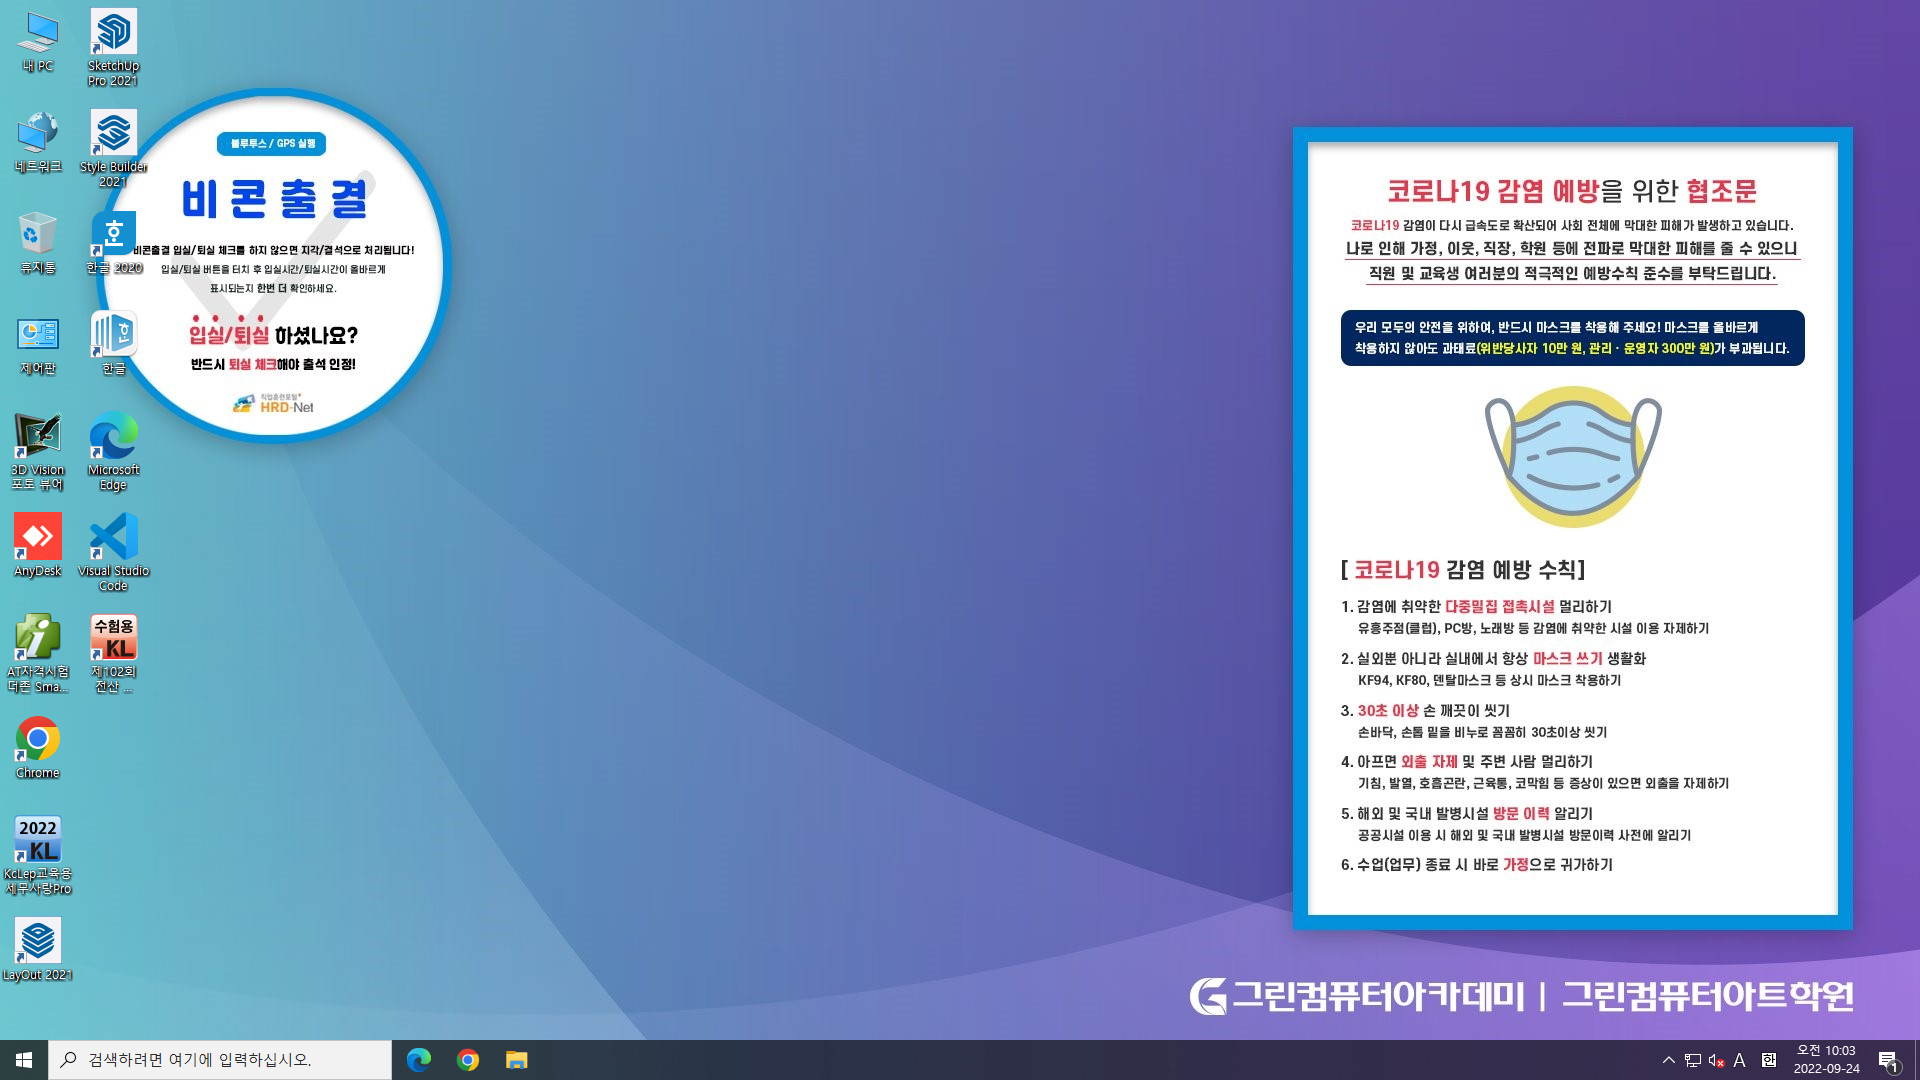 내 PC
SketchUp
Pro 2021
네트워크
Style Builder
2021
휴지통
한글 2020
제어판
한글
3D Vision
포토 뷰어
Microsoft
Edge
AnyDesk
Visual Studio
Code
AT자격시험
더존 Sma...
수험용
KL
제102회
전산 ...
Chrome
2022
KL
KcLep교육용
세무사랑Pro
LayOut 2021
블루투스 / GPS 실행
비콘출결
비콘출결 입실/퇴실 체크를 하지 않으면 지각/결석으로 처리됩니다!
입실/퇴실 버튼을 터치 후 입실시간/퇴실시간이 올바르게
표시되는지 한번 더 확인하세요.
입실/퇴실 하셨나요?
반드시 퇴실 체크해야 출석 인정!
직업훈련포털
HRD-Net
코로나19 감염 예방을 위한 협조문
코로나19 감염이 다시 급속도로 확산되어 사회 전체에 막대한 피해가 발생하고 있습니다.
나로 인해 가정, 이웃, 직장, 학원 등에 전파로 막대한 피해를 줄 수 있으니
직원 및 교육생 여러분의 적극적인 예방수칙 준수를 부탁드립니다.
우리 모두의 안전을 위하여, 반드시 마스크를 착용해 주세요! 마스크를 올바르게
착용하지 않아도 과태료(위반당사자 10만 원, 관리 · 운영자 300만 원)가 부과됩니다.
[ 코로나19 감염 예방 수칙]
1. 감염에 취약한 다중밀집 접촉시설 멀리하기
유흥주점(클럽), PC방, 노래방 등 감염에 취약한 시설 이용 자제하기
2. 실외뿐 아니라 실내에서 항상 마스크 쓰기 생활화
KF94, KF80, 덴탈마스크 등 상시 마스크 착용하기
3. 30초 이상 손 깨끗이 씻기
손바닥, 손톱 밑을 비누로 꼼꼼히 30초이상 씻기
4. 아프면 외출 자제 및 주변 사람 멀리하기
기침, 발열, 호흡곤란, 근육통, 코막힘 등 증상이 있으면 외출을 자제하기
5. 해외 및 국내 발병시설 방문 이력 알리기
공공시설 이용 시 해외 및 국내 발병시설 방문이력 사전에 알리기
6. 수업(업무) 종료 시 바로 가정으로 귀가하기
그린컴퓨터아카데미 | 그린컴퓨터아트학원
검색하려면 여기에 입력하십시오.
A 한
오전 10:03
2022-09-24
1